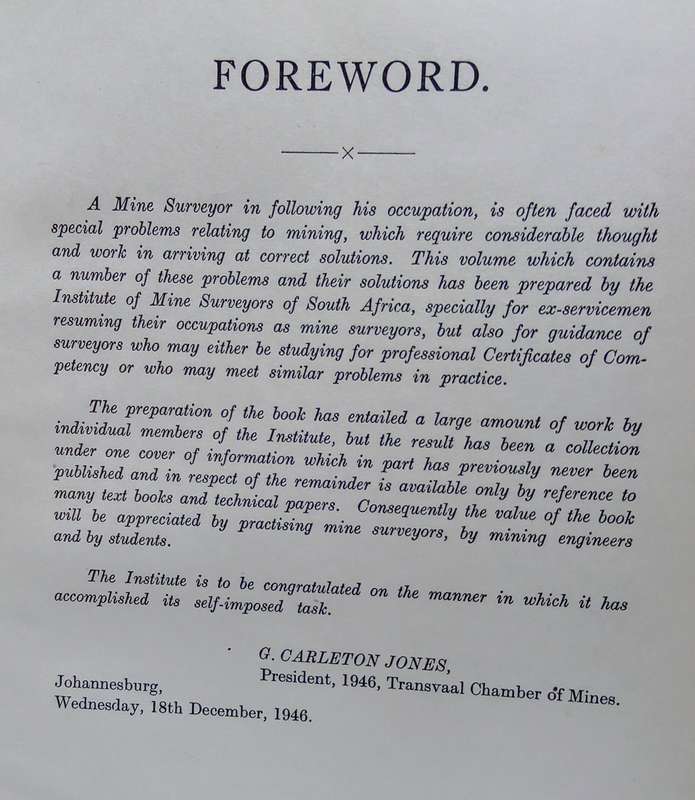 FOREWORD.
A Mine Surveyor in following his occupation, is often faced with
special problems relating to mining, which require considerable thought
and work in arriving at correct solutions. This volume which contains
a number of these problems and their solutions has been prepared by the
Institute of Mine Surveyors of South Africa, specially for ex-servicemen
resuming their occupations as mine surveyors, but also for guidance of
surveyors who may either be studying for professional Certificates of Com-
petency or who may meet similar problems in practice.
The preparation of the book has entailed a large amount of work by
individual members of the Institute, but the result has been a collection
under one cover of information which in part has previously never been
published and in respect of the remainder is available only by reference to
many text books and technical papers. Consequently the value of the book
will be appreciated by practising mine surveyors, by mining engineers
and by students.
The Institute is to be congratulated on the manner in which it has
accomplished its self-imposed task.
G. CARLETON JONES,
President, 1946, Transvaal Chamber of Mines.
Johannesburg,
Wednesday, 18th December, 1946.